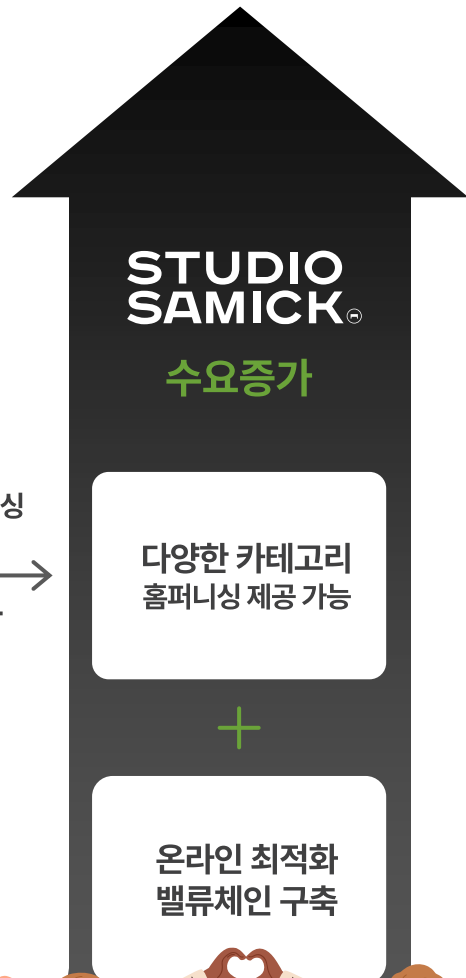 STUDIO
SAMICK
수요증가
싱
다양한 카테고리
홈퍼니싱 제공 가능
온라인 최적화
밸류체인 구축